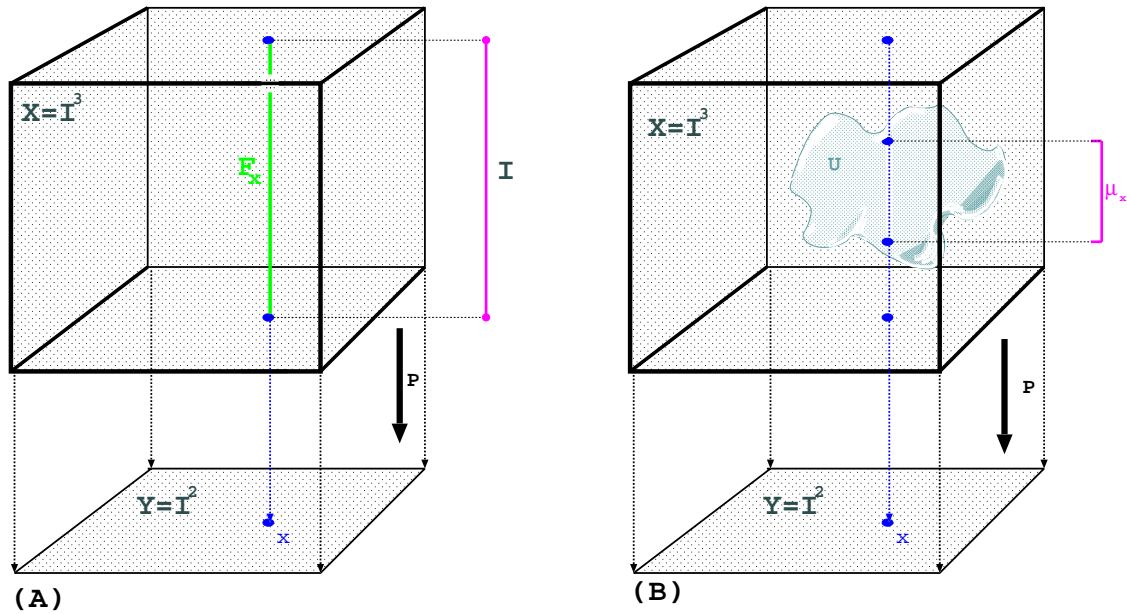 X=I³
F_x
I
P
Y=I²
x
(A)
X=I³
U
μ_x
P
Y=I²
x
(B)